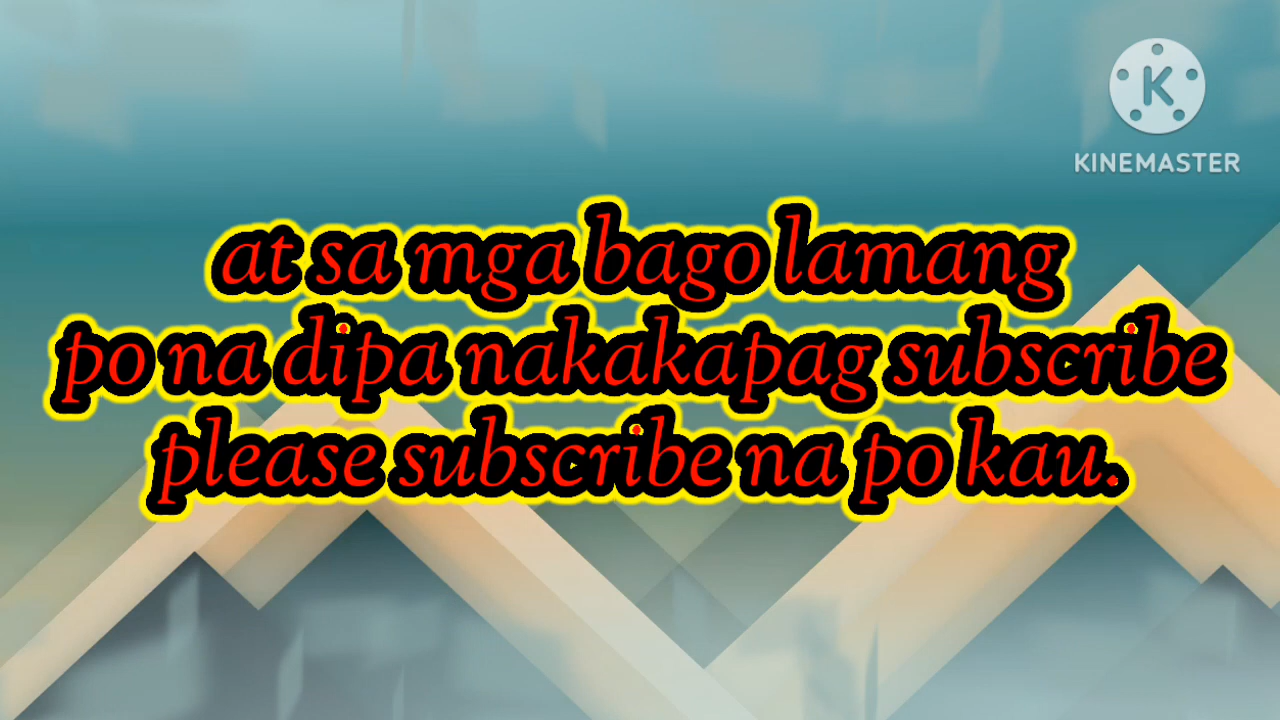 K
KINEMASTER
at sa mga bago lamang
po na dipa nakakapag subscribe
please subscribe na po kau.